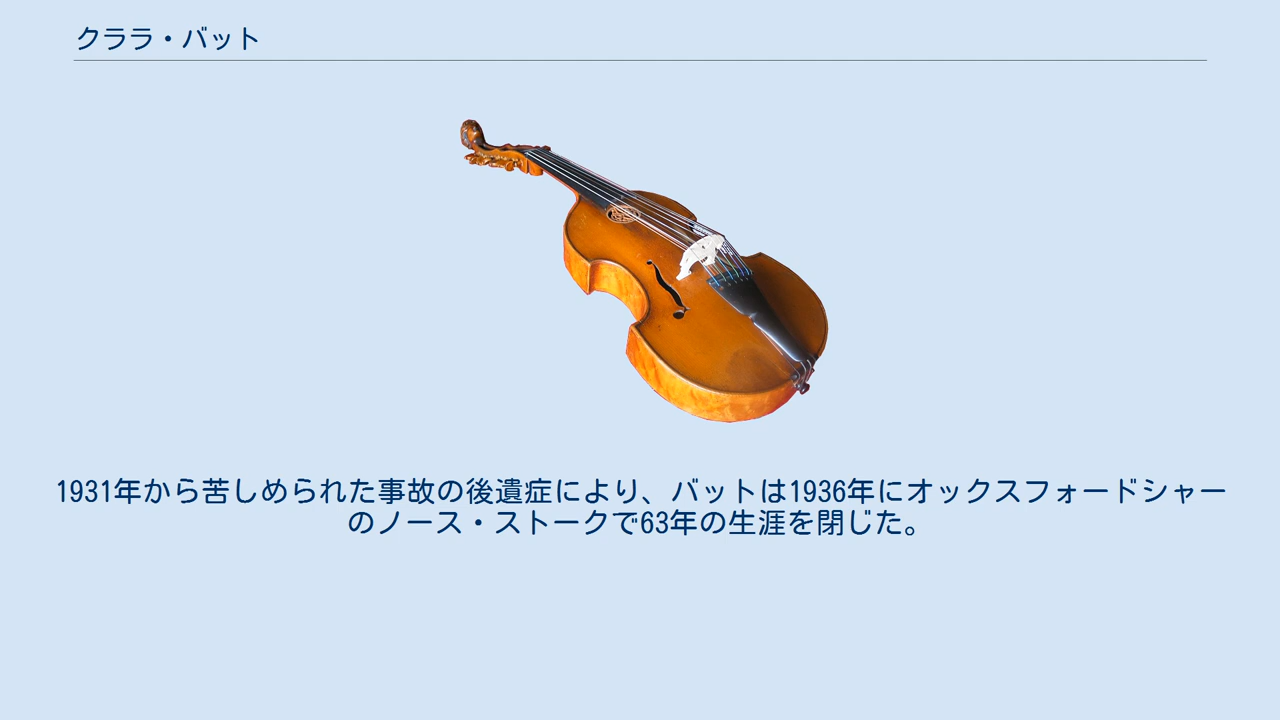 クララ・バット
1931年から苦しめられた事故の後遺症により、バットは1936年にオックスフォードシャー
のノース・ストークで63年の生涯を閉じた。